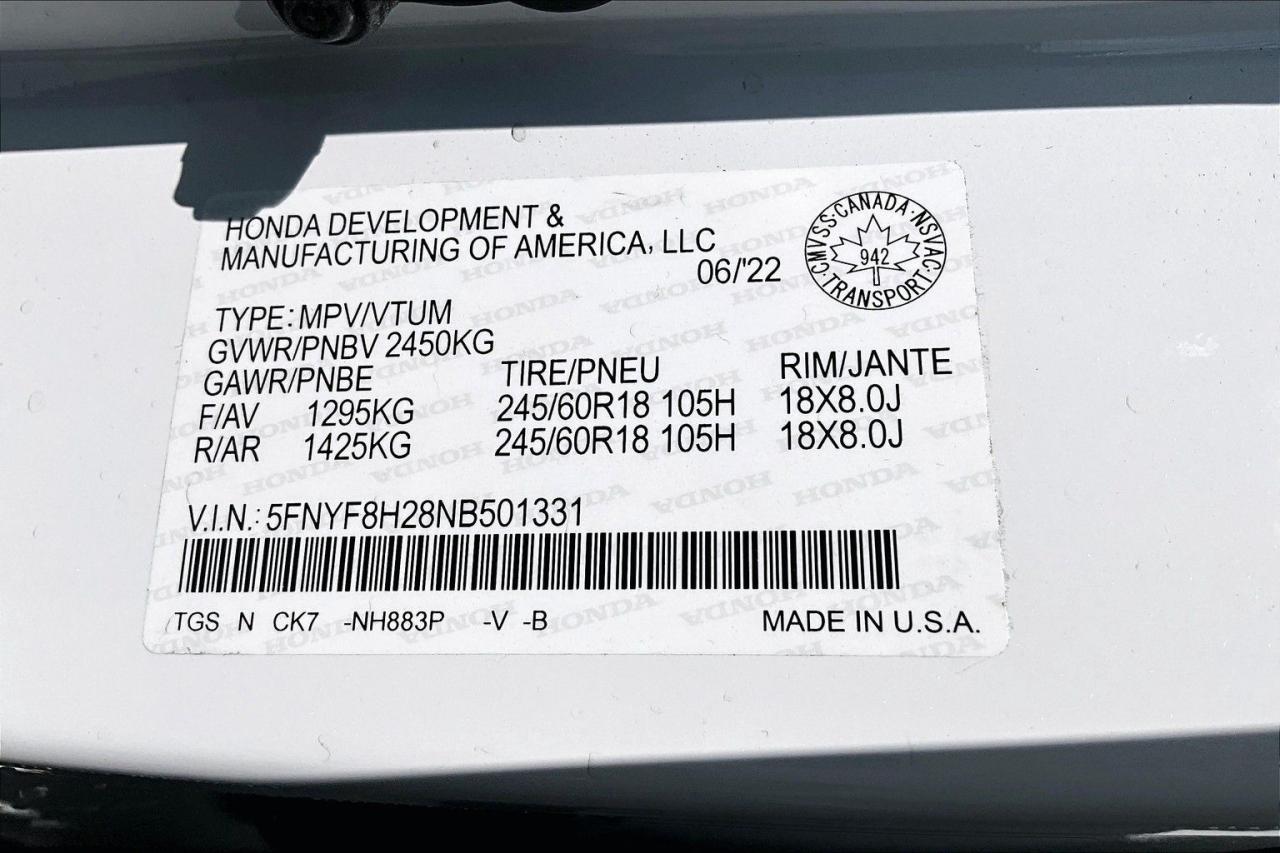 HONDA DEVELOPMENT &
MANUFACTURING OF AMERICA, LLC
06/'22
CMVSS·CANADA·NSVAC·TRANSPORT
942
TYPE: MPV/VTUM
GVWR/PNBV 2450KG
GAWR/PNBE TIRE/PNEU RIM/JANTE
F/AV 1295KG 245/60R18 105H 18X8.0J
R/AR 1425KG 245/60R18 105H 18X8.0J
V.I.N.: 5FNYF8H28NB501331
TGS N CK7 -NH883P -V -B MADE IN U.S.A.